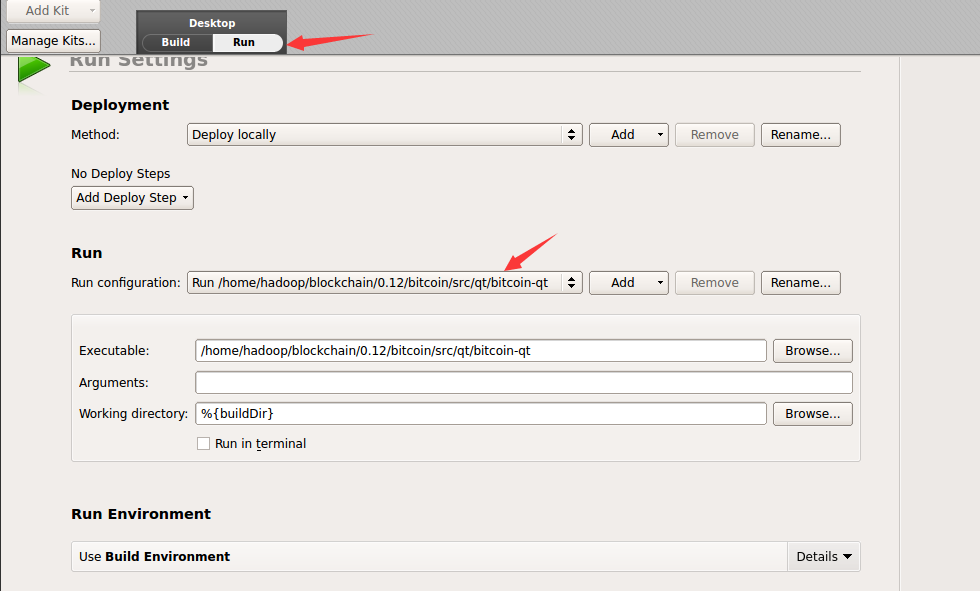 Add Kit
Desktop
Manage Kits...
Build Run
Run Settings
Deployment
Method: Deploy locally Add Remove Rename...
No Deploy Steps
Add Deploy Step
Run
Run configuration: Run /home/hadoop/blockchain/0.12/bitcoin/src/qt/bitcoin-qt Add Remove Rename...
Executable: /home/hadoop/blockchain/0.12/bitcoin/src/qt/bitcoin-qt Browse...
Arguments:
Working directory: %{buildDir} Browse...
Run in terminal
Run Environment
Use Build Environment Details